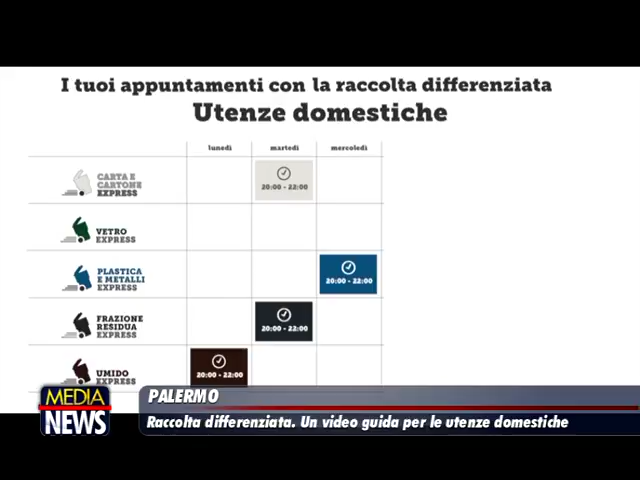 I tuoi appuntamenti con la raccolta differenziata
Utenze domestiche
lunedì martedì mercoledì
CARTA E
CARTONE
EXPRESS
20:00 - 22:00
VETRO
EXPRESS
PLASTICA
E METALLI
EXPRESS
20:00 - 22:00
FRAZIONE
RESIDUA
EXPRESS
20:00 - 22:00
UMIDO
EXPRESS
20:00 - 22:00
MEDIA
NEWS
PALERMO
Raccolta differenziata. Un video guida per le utenze domestiche